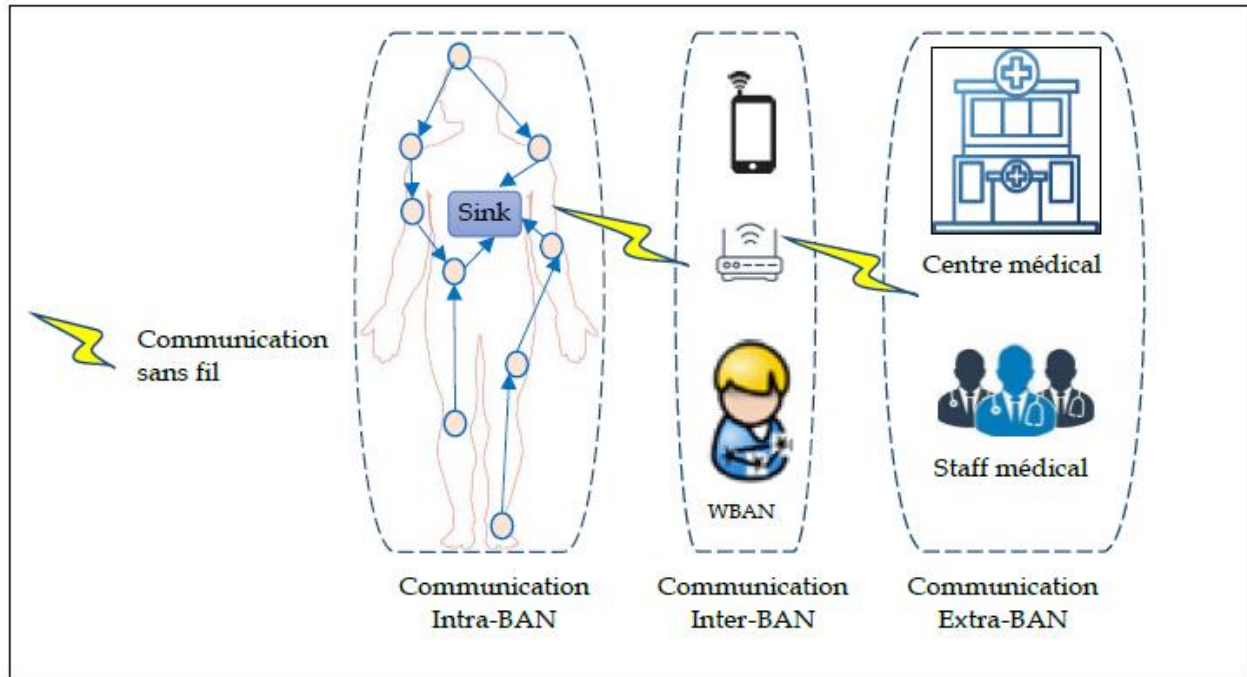 Sink
Communication
sans fil
Centre médical
Staff médical
WBAN
Communication
Intra-BAN
Communication
Inter-BAN
Communication
Extra-BAN